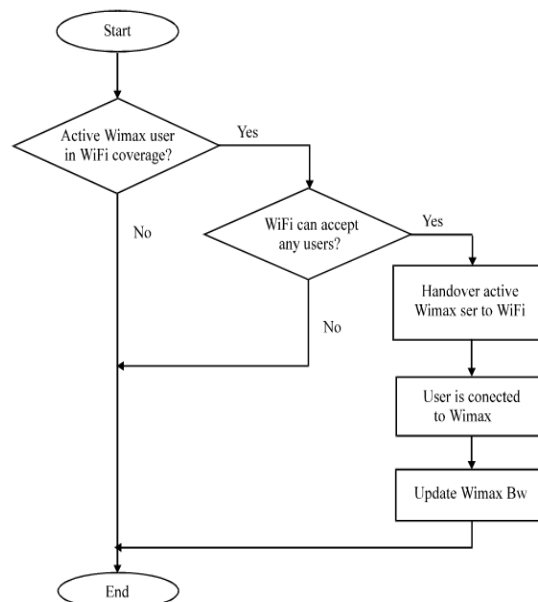 Start
Active Wimax user
in WiFi coverage?
Yes
No
WiFi can accept
any users?
Yes
No
Handover active
Wimax ser to WiFi
User is conected
to Wimax
Update Wimax Bw
End